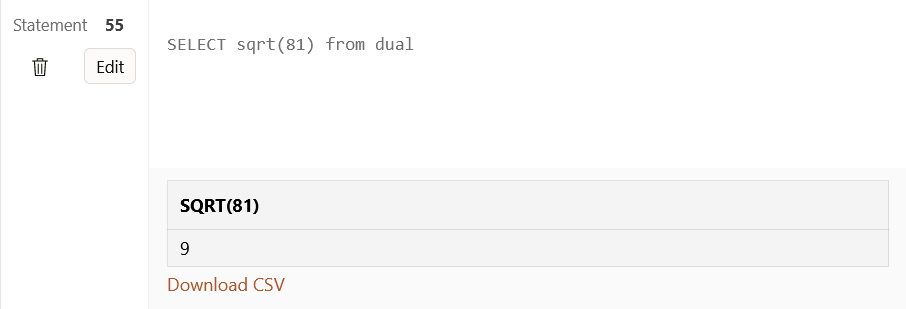 Statement 55
Edit
SELECT sqrt(81) from dual
SQRT(81)
9
Download CSV